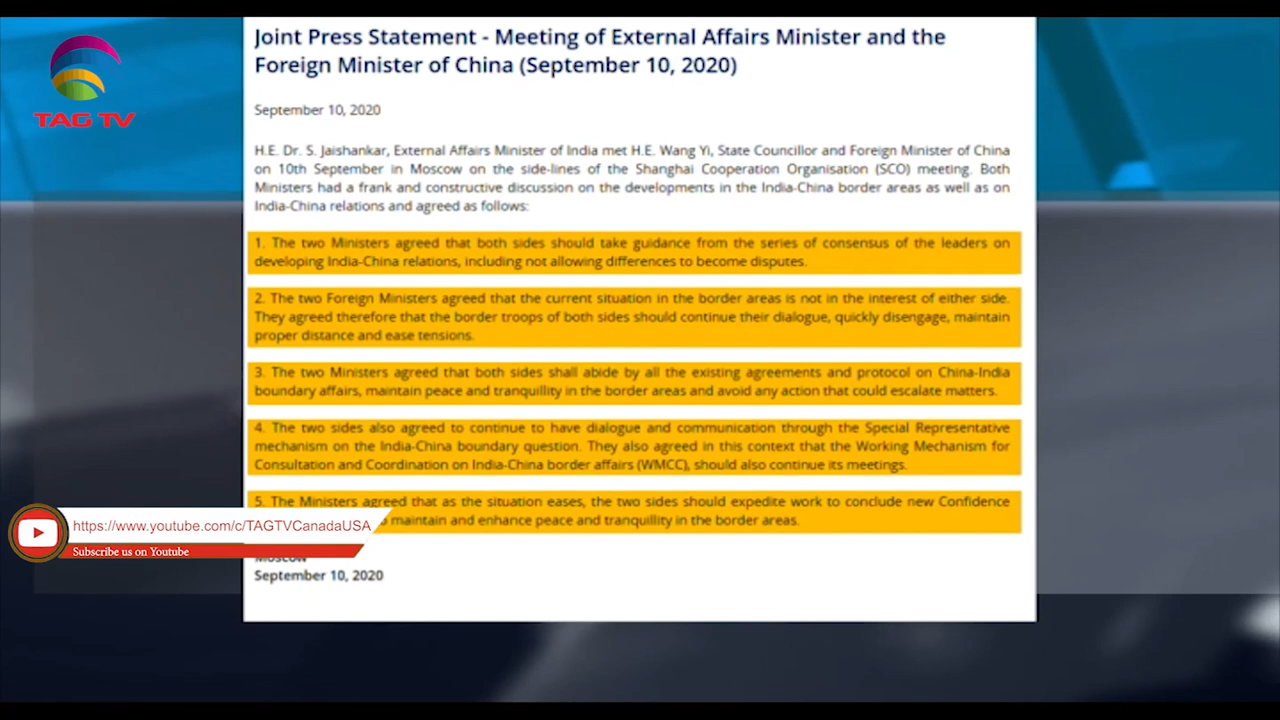 Joint Press Statement - Meeting of External Affairs Minister and the
Foreign Minister of China (September 10, 2020)
TAG TV
September 10, 2020
H.E. Dr. S. Jaishankar, External Affairs Minister of India met H.E. Wang Yi, State Councillor and Foreign Minister of China
on 10th September in Moscow on the side-lines of the Shanghai Cooperation Organisation (SCO) meeting. Both
Ministers had a frank and constructive discussion on the developments in the India-China border areas as well as on
India-China relations and agreed as follows:
1. The two Ministers agreed that both sides should take guidance from the series of consensus of the leaders on
developing India-China relations, including not allowing differences to become disputes.
2. The two Foreign Ministers agreed that the current situation in the border areas is not in the interest of either side.
They agreed therefore that the border troops of both sides should continue their dialogue, quickly disengage, maintain
proper distance and ease tensions.
3. The two Ministers agreed that both sides shall abide by all the existing agreements and protocol on China-India
boundary affairs, maintain peace and tranquillity in the border areas and avoid any action that could escalate matters.
4. The two sides also agreed to continue to have dialogue and communication through the Special Representative
mechanism on the India-China boundary question. They also agreed in this context that the Working Mechanism for
Consultation and Coordination on India-China border affairs (WMCC), should also continue its meetings.
5. The Ministers agreed that as the situation eases, the two sides should expedite work to conclude new Confidence
maintain and enhance peace and tranquillity in the border areas.
https://www.youtube.com/c/TAGTVCanadaUSA
Subscribe us on Youtube
Moscow
September 10, 2020